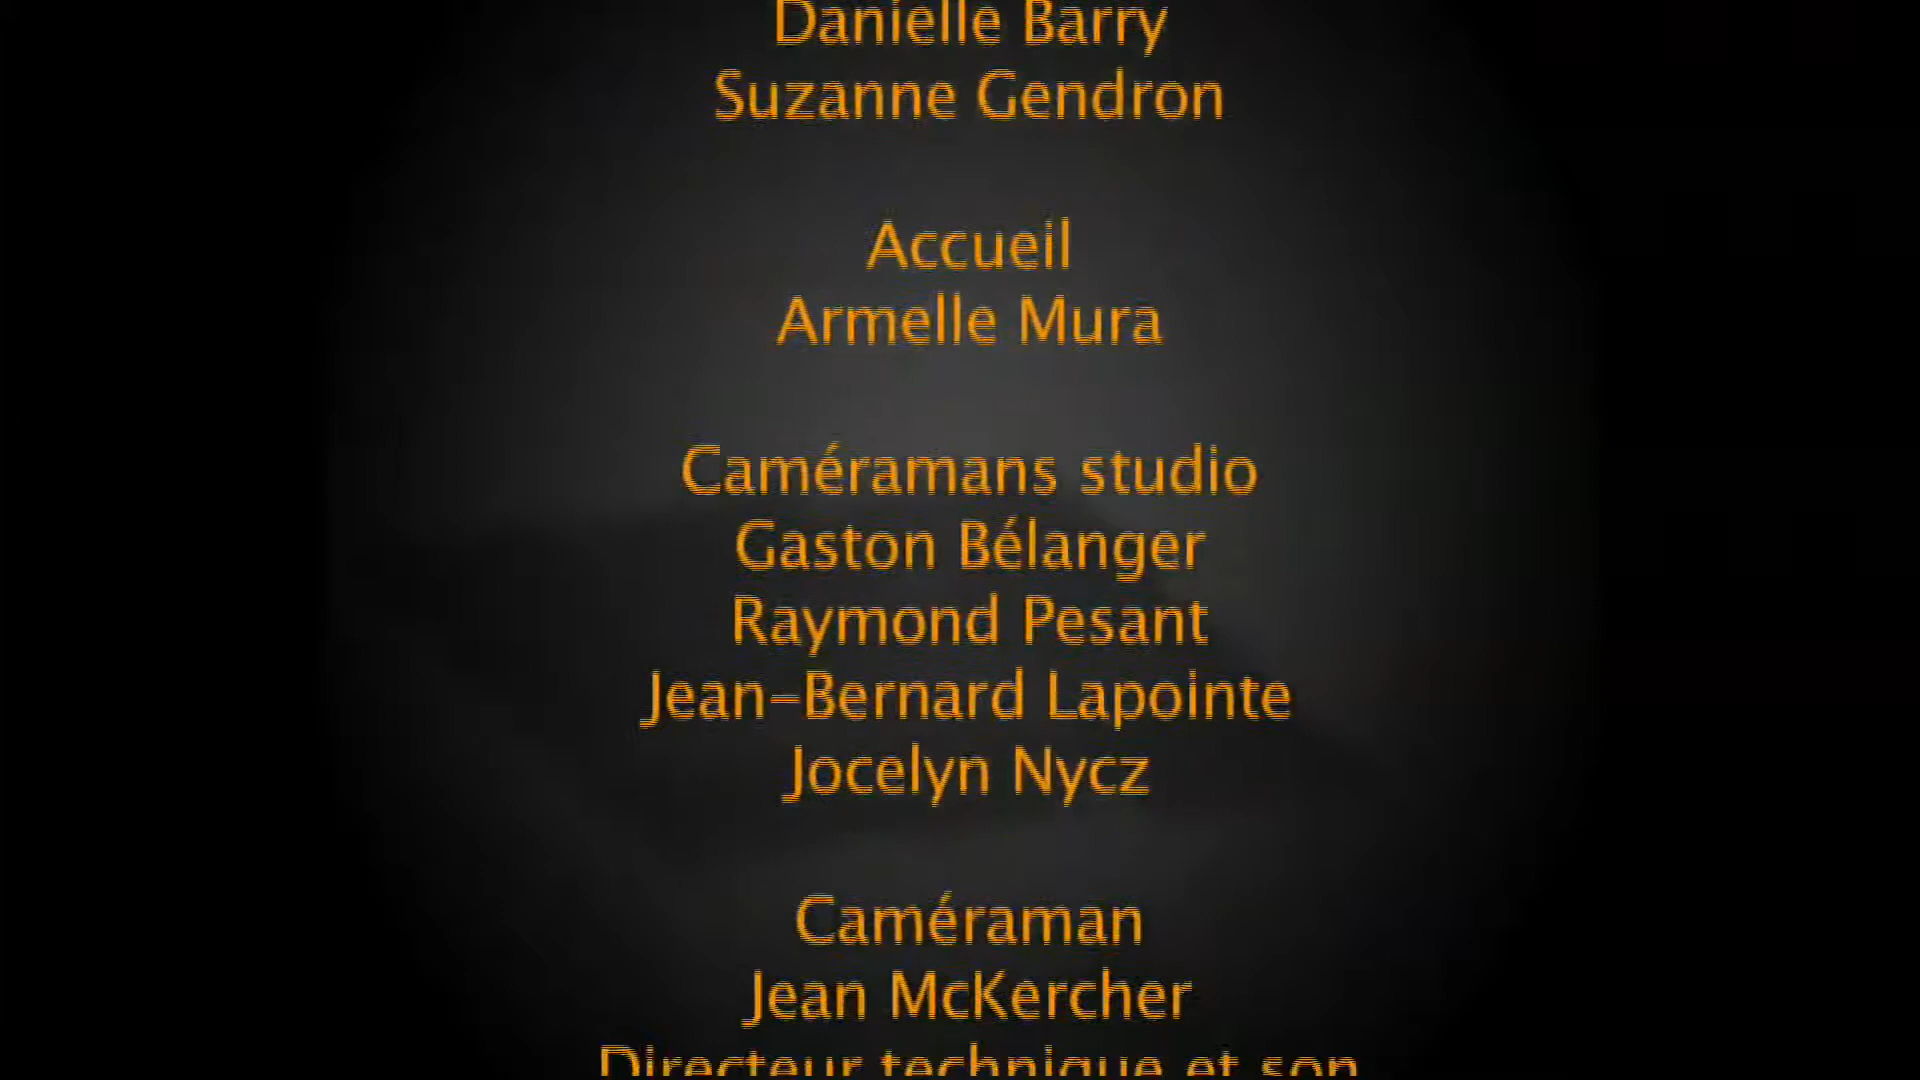 Danielle Barry
Suzanne Gendron
Accueil
Armelle Mura
Caméramans studio
Gaston Bélanger
Raymond Pesant
Jean-Bernard Lapointe
Jocelyn Nycz
Caméraman
Jean McKercher
Directeur technique et son